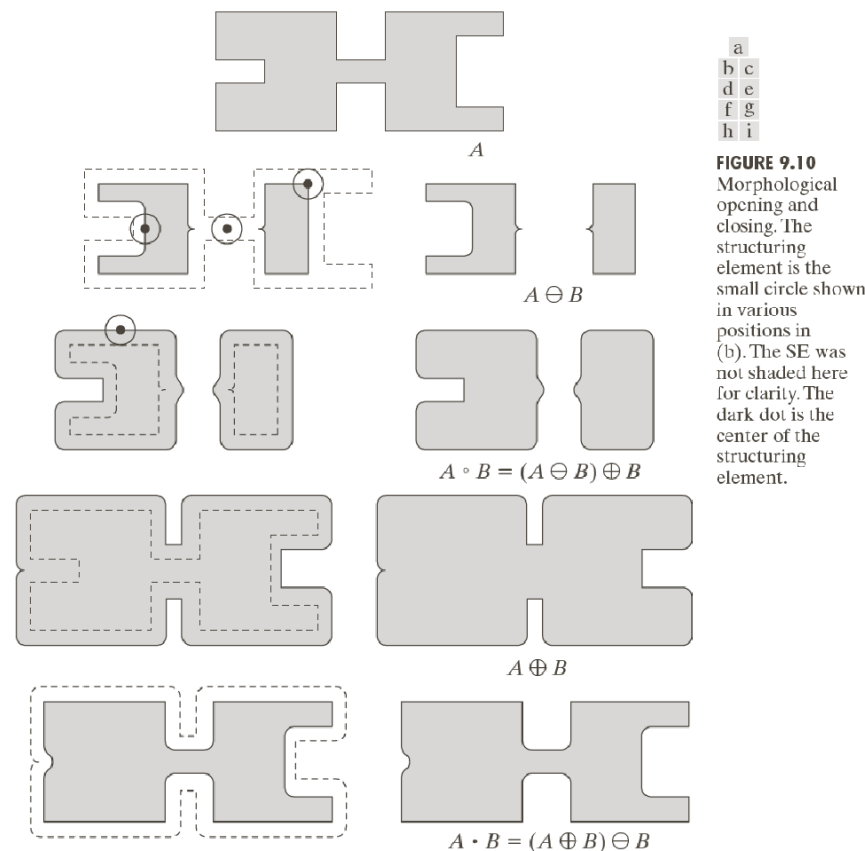 A
A ⊖ B
A ∘ B = (A ⊖ B) ⊕ B
A ⊕ B
A • B = (A ⊕ B) ⊖ B
a
b c
d e
f g
h i
FIGURE 9.10
Morphological
opening and
closing. The
structuring
element is the
small circle shown
in various
positions in
(b). The SE was
not shaded here
for clarity. The
dark dot is the
center of the
structuring
element.